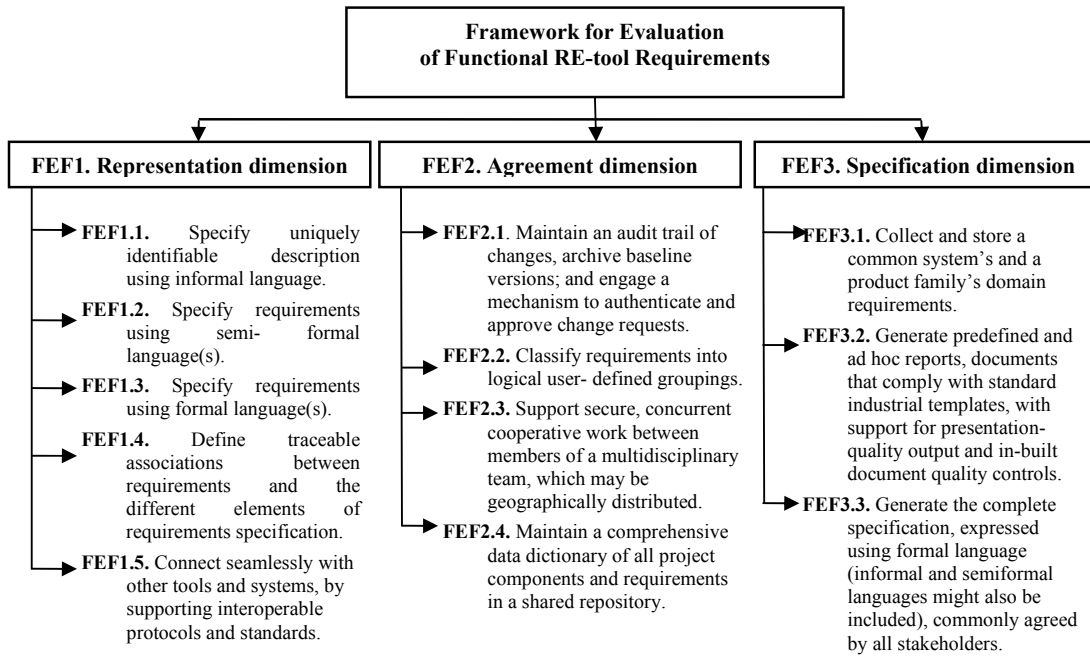 Framework for Evaluation
of Functional RE-tool Requirements
FEF1. Representation dimension
FEF1.1. Specify uniquely
identifiable description
using informal language.
FEF1.2. Specify requirements
using semi- formal
language(s).
FEF1.3. Specify requirements
using formal language(s).
FEF1.4. Define traceable
associations between
requirements and the
different elements of
requirements specification.
FEF1.5. Connect seamlessly with
other tools and systems, by
supporting interoperable
protocols and standards.
FEF2. Agreement dimension
FEF2.1. Maintain an audit trail of
changes, archive baseline
versions; and engage a
mechanism to authenticate and
approve change requests.
FEF2.2. Classify requirements into
logical user- defined groupings.
FEF2.3. Support secure, concurrent
cooperative work between
members of a multidisciplinary
team, which may be
geographically distributed.
FEF2.4. Maintain a comprehensive
data dictionary of all project
components and requirements
in a shared repository.
FEF3. Specification dimension
FEF3.1. Collect and store a
common system’s and a
product family’s domain
requirements.
FEF3.2. Generate predefined and
ad hoc reports, documents
that comply with standard
industrial templates, with
support for presentation-
quality output and in-built
document quality controls.
FEF3.3. Generate the complete
specification, expressed
using formal language
(informal and semiformal
languages might also be
included), commonly agreed
by all stakeholders.